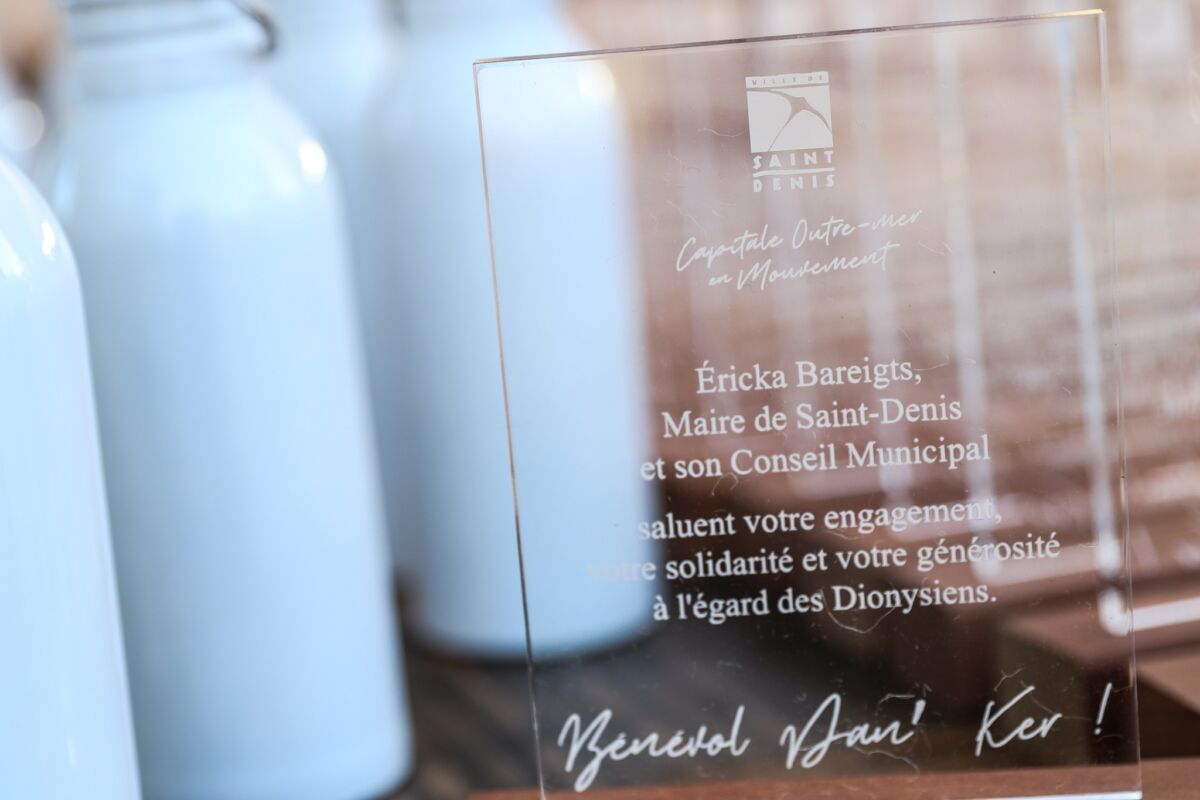 VILLE DE
SAINT
DENIS
Capitale Outre-mer
en Mouvement
Éricka Bareigts,
Maire de Saint-Denis
et son Conseil Municipal
saluent votre engagement,
votre solidarité et votre générosité
à l'égard des Dionysiens.
Bénévol Dan' Ker !